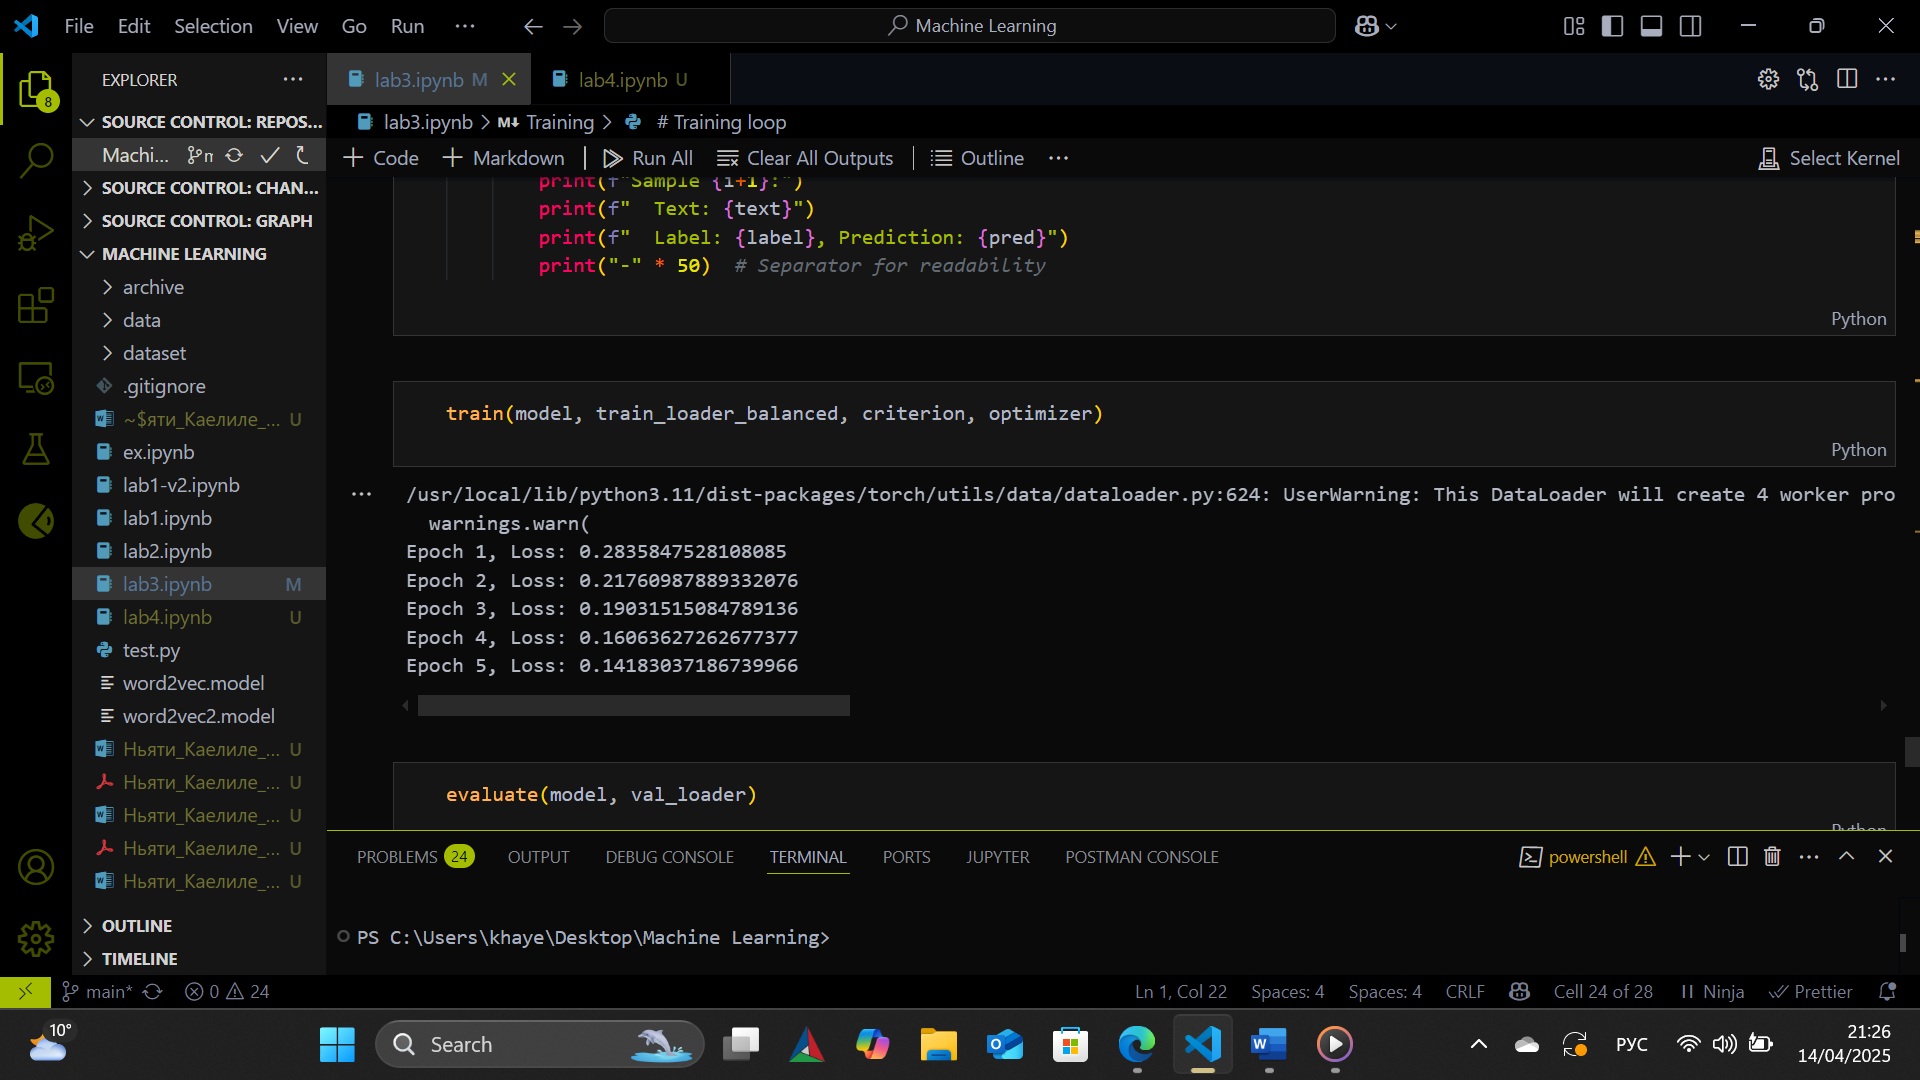 File Edit Selection View Go Run ···
Machine Learning
EXPLORER
SOURCE CONTROL: REPOS...
Machi...
SOURCE CONTROL: CHAN...
SOURCE CONTROL: GRAPH
MACHINE LEARNING
archive
data
dataset
.gitignore
~$яти_Каелиле_... U
ex.ipynb
lab1-v2.ipynb
lab1.ipynb
lab2.ipynb
lab3.ipynb M
lab4.ipynb U
test.py
word2vec.model
word2vec2.model
Ньяти_Каелиле_... U
Ньяти_Каелиле_... U
Ньяти_Каелиле_... U
Ньяти_Каелиле_... U
Ньяти_Каелиле_... U
OUTLINE
TIMELINE
8
lab3.ipynb M
lab4.ipynb U
lab3.ipynb > M↓ Training > # Training loop
+ Code + Markdown Run All Clear All Outputs Outline ··· Select Kernel
print(f"Sample {i+1}:")
print(f"  Text: {text}")
print(f"  Label: {label}, Prediction: {pred}")
print("-" * 50)  # Separator for readability
Python
train(model, train_loader_balanced, criterion, optimizer)
Python
/usr/local/lib/python3.11/dist-packages/torch/utils/data/dataloader.py:624: UserWarning: This DataLoader will create 4 worker pro
warnings.warn(
Epoch 1, Loss: 0.2835847528108085
Epoch 2, Loss: 0.21760987889332076
Epoch 3, Loss: 0.19031515084789136
Epoch 4, Loss: 0.16063627262677377
Epoch 5, Loss: 0.14183037186739966
evaluate(model, val_loader)
Python
PROBLEMS 24 OUTPUT DEBUG CONSOLE TERMINAL PORTS JUPYTER POSTMAN CONSOLE
powershell
PS C:\Users\khaye\Desktop\Machine Learning>
main* 0 24
Ln 1, Col 22 Spaces: 4 Spaces: 4 CRLF Cell 24 of 28 Ninja Prettier
10°
Search
РУС
21:26
14/04/2025